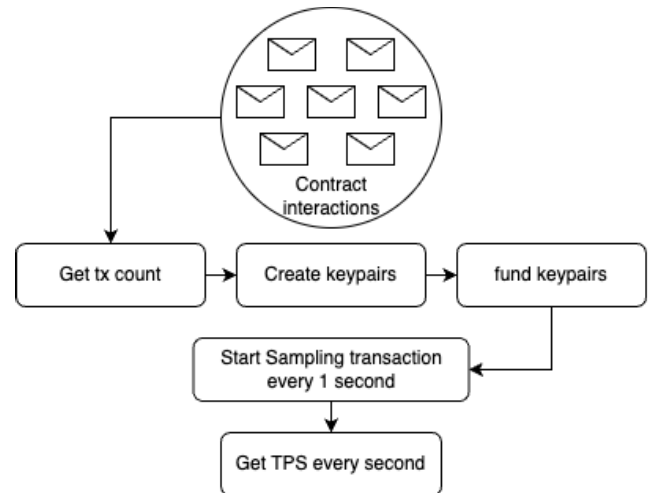 Contract
interactions
Get tx count
Create keypairs
fund keypairs
Start Sampling transaction
every 1 second
Get TPS every second